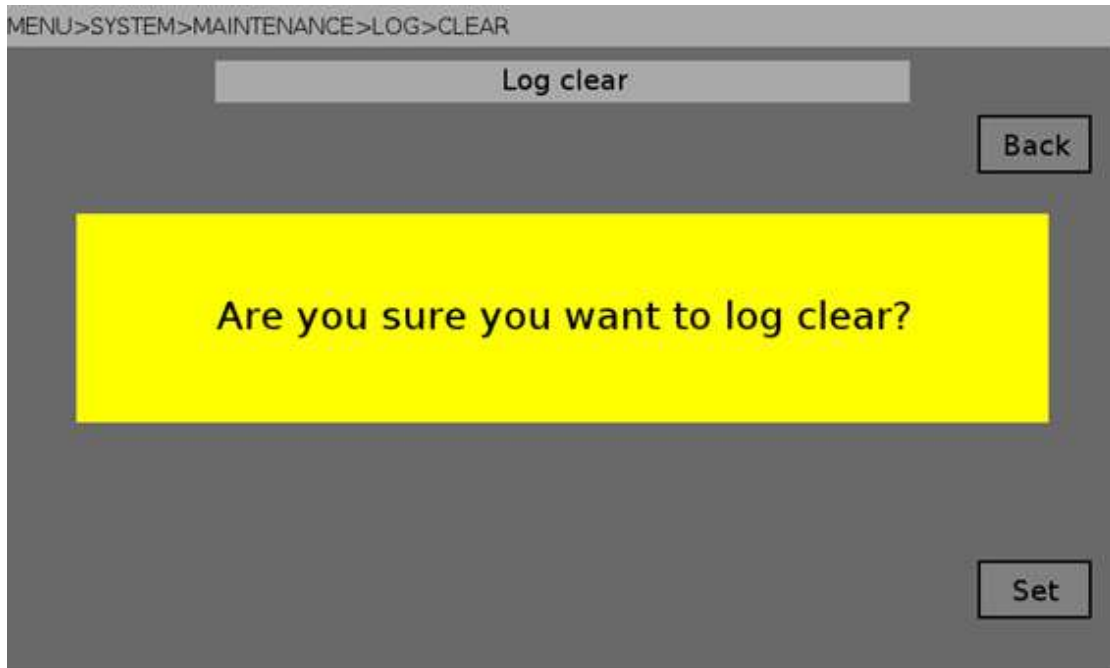 MENU>SYSTEM>MAINTENANCE>LOG>CLEAR
Log clear
Back
Are you sure you want to log clear?
Set